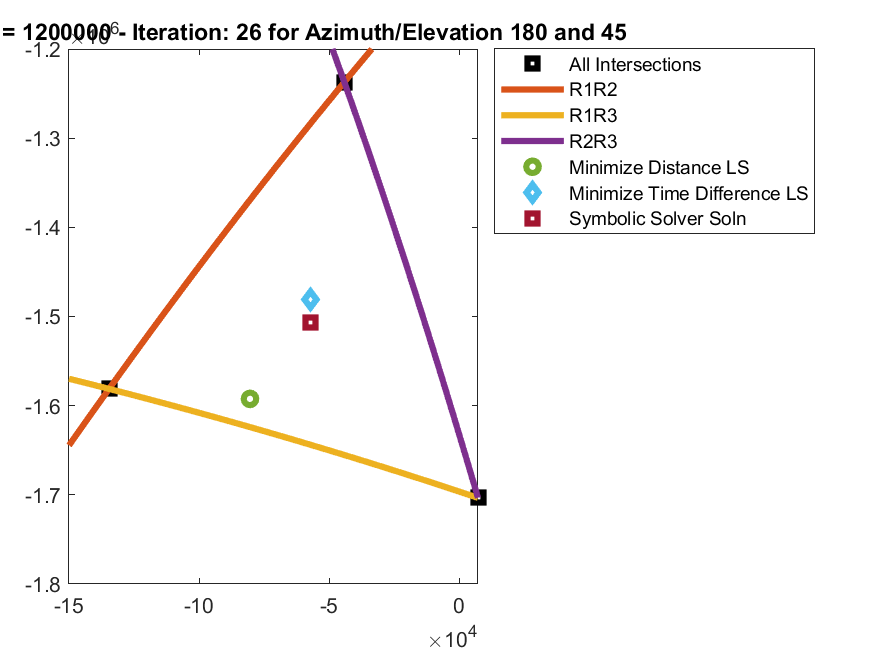 = 1200000 - Iteration: 26 for Azimuth/Elevation 180 and 45
×10^6
-1.2
-1.3
-1.4
-1.5
-1.6
-1.7
-1.8
-15
-10
-5
0
×10^4
All Intersections
R1R2
R1R3
R2R3
Minimize Distance LS
Minimize Time Difference LS
Symbolic Solver Soln